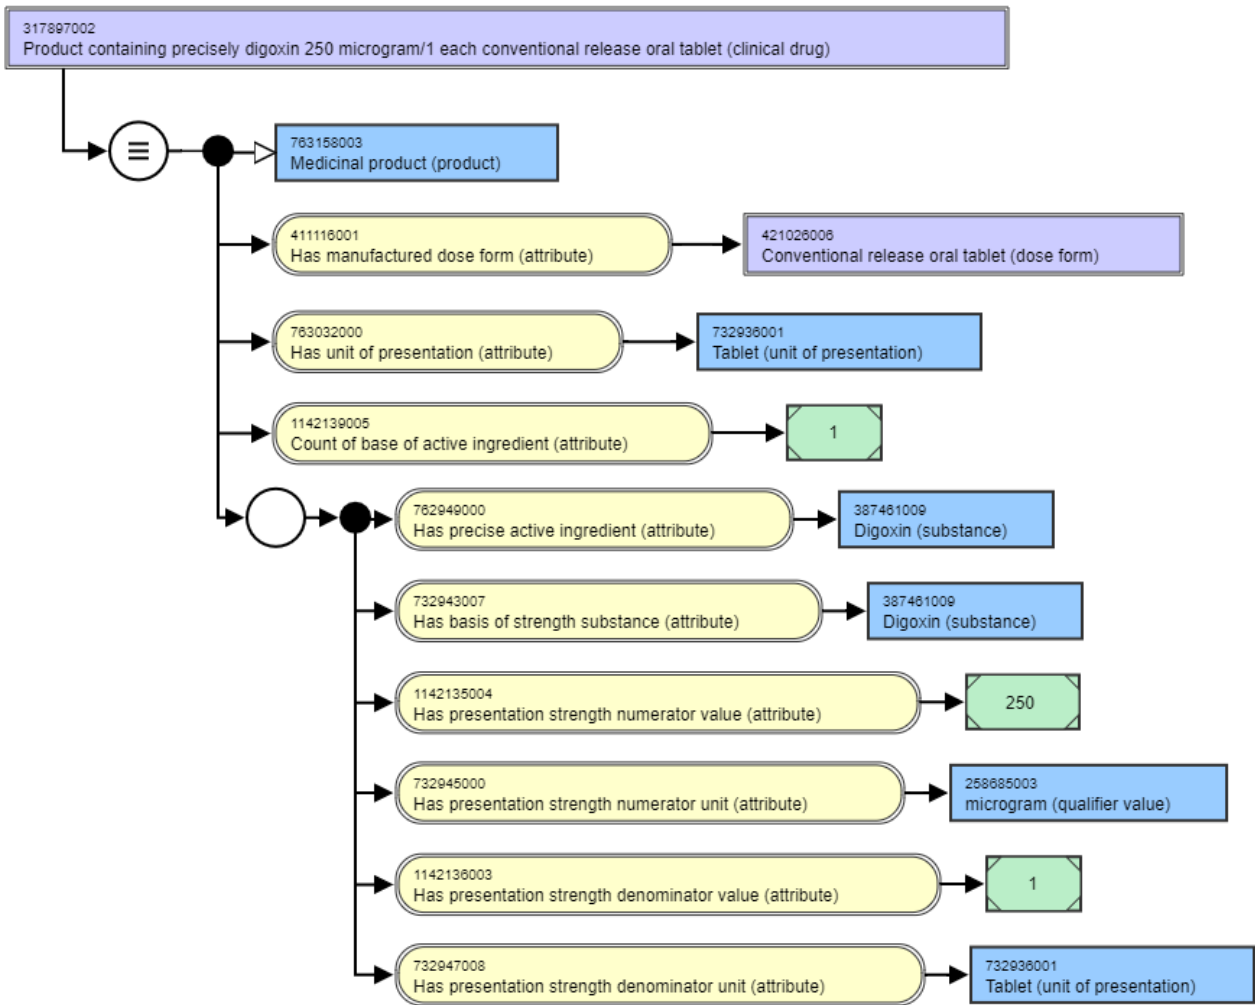 317897002
Product containing precisely digoxin 250 microgram/1 each conventional release oral tablet (clinical drug)
763158003
Medicinal product (product)
411116001
Has manufactured dose form (attribute)
421026006
Conventional release oral tablet (dose form)
763032000
Has unit of presentation (attribute)
732936001
Tablet (unit of presentation)
1142139005
Count of base of active ingredient (attribute)
1
762949000
Has precise active ingredient (attribute)
387461009
Digoxin (substance)
732943007
Has basis of strength substance (attribute)
387461009
Digoxin (substance)
1142135004
Has presentation strength numerator value (attribute)
250
732945000
Has presentation strength numerator unit (attribute)
258685003
microgram (qualifier value)
1142136003
Has presentation strength denominator value (attribute)
1
732947008
Has presentation strength denominator unit (attribute)
732936001
Tablet (unit of presentation)